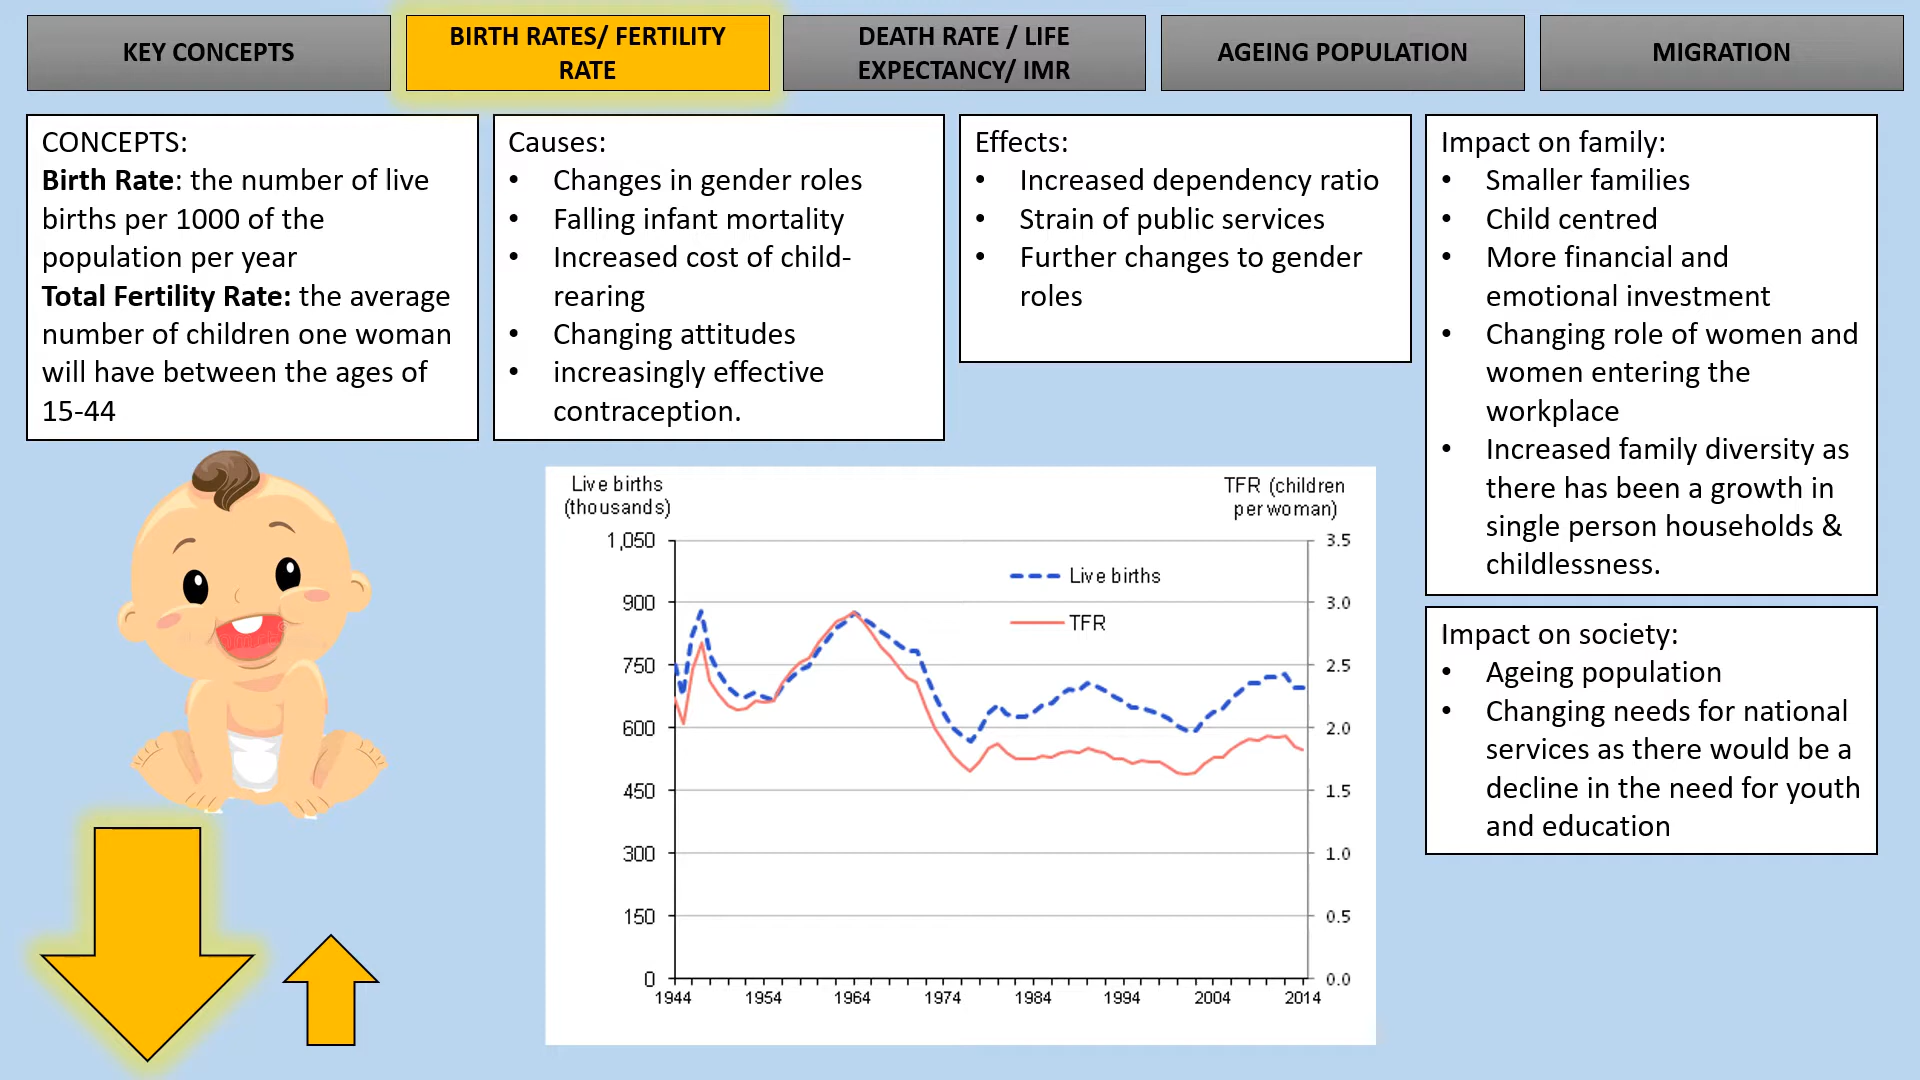 KEY CONCEPTS
BIRTH RATES/ FERTILITY
RATE
DEATH RATE / LIFE
EXPECTANCY/ IMR
AGEING POPULATION
MIGRATION
CONCEPTS:
Birth Rate: the number of live
births per 1000 of the
population per year
Total Fertility Rate: the average
number of children one woman
will have between the ages of
15-44
Causes:
• Changes in gender roles
• Falling infant mortality
• Increased cost of child-
rearing
• Changing attitudes
• increasingly effective
contraception.
Effects:
• Increased dependency ratio
• Strain of public services
• Further changes to gender
roles
Impact on family:
• Smaller families
• Child centred
• More financial and
emotional investment
• Changing role of women and
women entering the
workplace
• Increased family diversity as
there has been a growth in
single person households &
childlessness.
Impact on society:
• Ageing population
• Changing needs for national
services as there would be a
decline in the need for youth
and education
Live births
(thousands)
TFR (children
per woman)
1,050
900
750
600
450
300
150
0
3.5
3.0
2.5
2.0
1.5
1.0
0.5
0.0
Live births
TFR
1944 1954 1964 1974 1984 1994 2004 2014